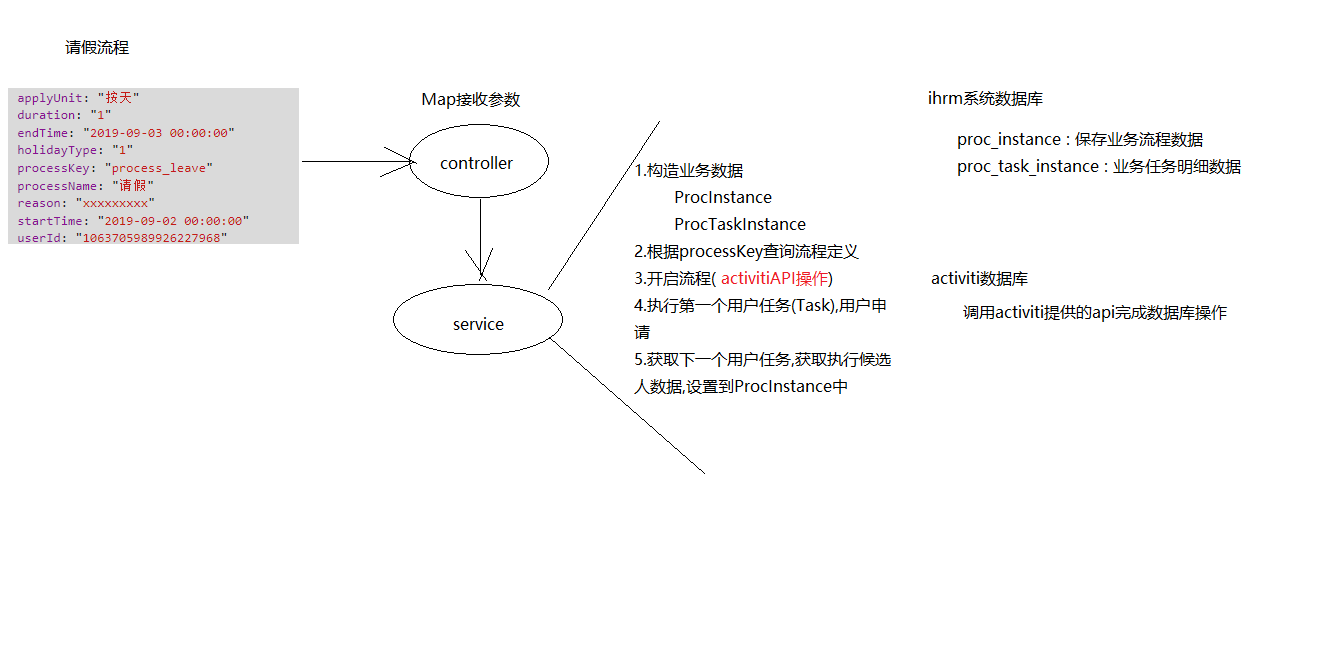 请假流程
applyUnit: "按天"
duration: "1"
endTime: "2019-09-03 00:00:00"
holidayType: "1"
processKey: "process_leave"
processName: "请假"
reason: "xxxxxxxxx"
startTime: "2019-09-02 00:00:00"
userId: "1063705989926227968"
Map接收参数
controller
service
1.构造业务数据
ProcInstance
ProcTaskInstance
2.根据processKey查询流程定义
3.开启流程( activitiAPI操作)
4.执行第一个用户任务(Task),用户申
请
5.获取下一个用户任务,获取执行候选
人数据,设置到ProcInstance中
ihrm系统数据库
proc_instance : 保存业务流程数据
proc_task_instance : 业务任务明细数据
activiti数据库
调用activiti提供的api完成数据库操作